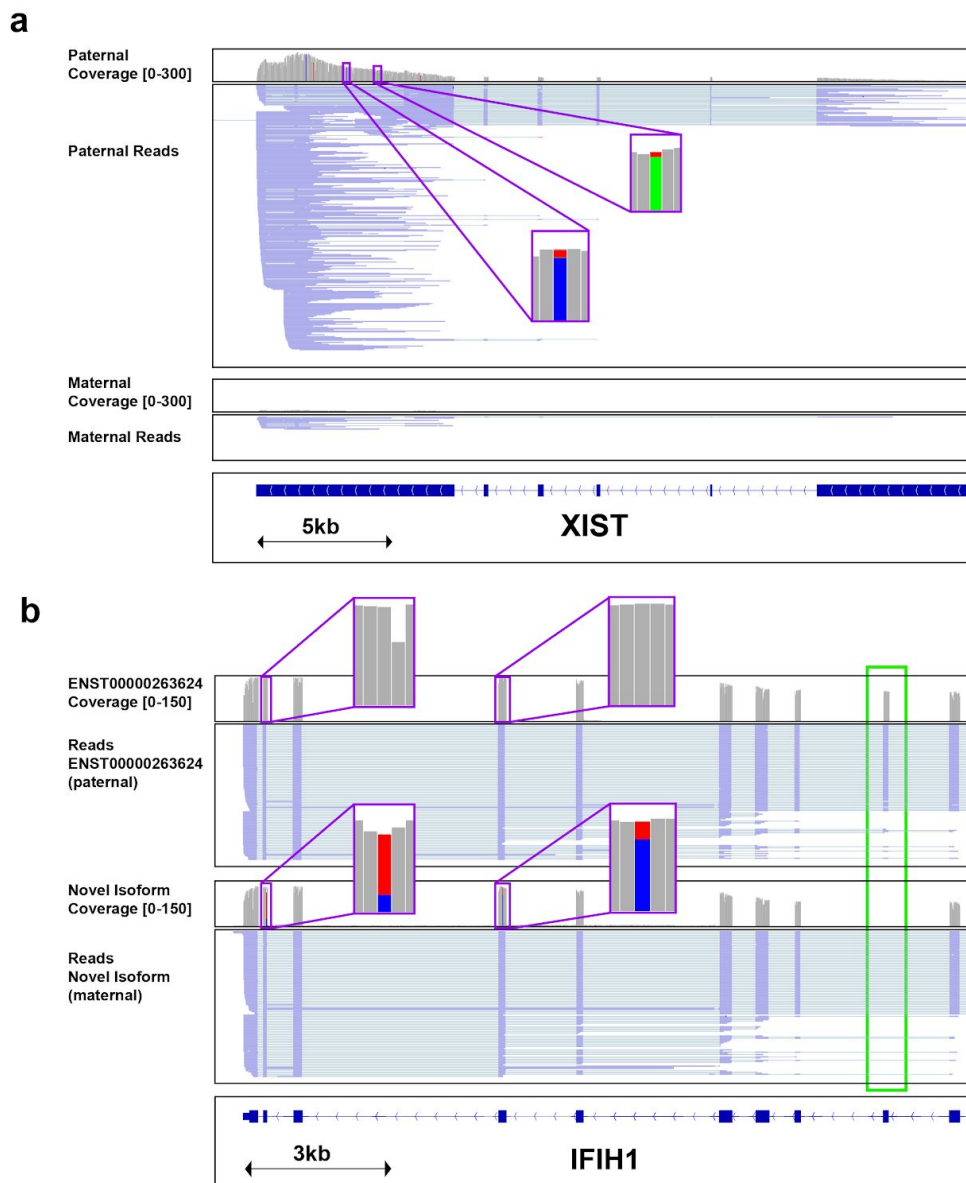 a
Paternal
Coverage [0-300]
Paternal Reads
Maternal
Coverage [0-300]
Maternal Reads
5kb
XIST
b
ENST00000263624
Coverage [0-150]
Reads
ENST00000263624
(paternal)
Novel Isoform
Coverage [0-150]
Reads
Novel Isoform
(maternal)
3kb
IFIH1